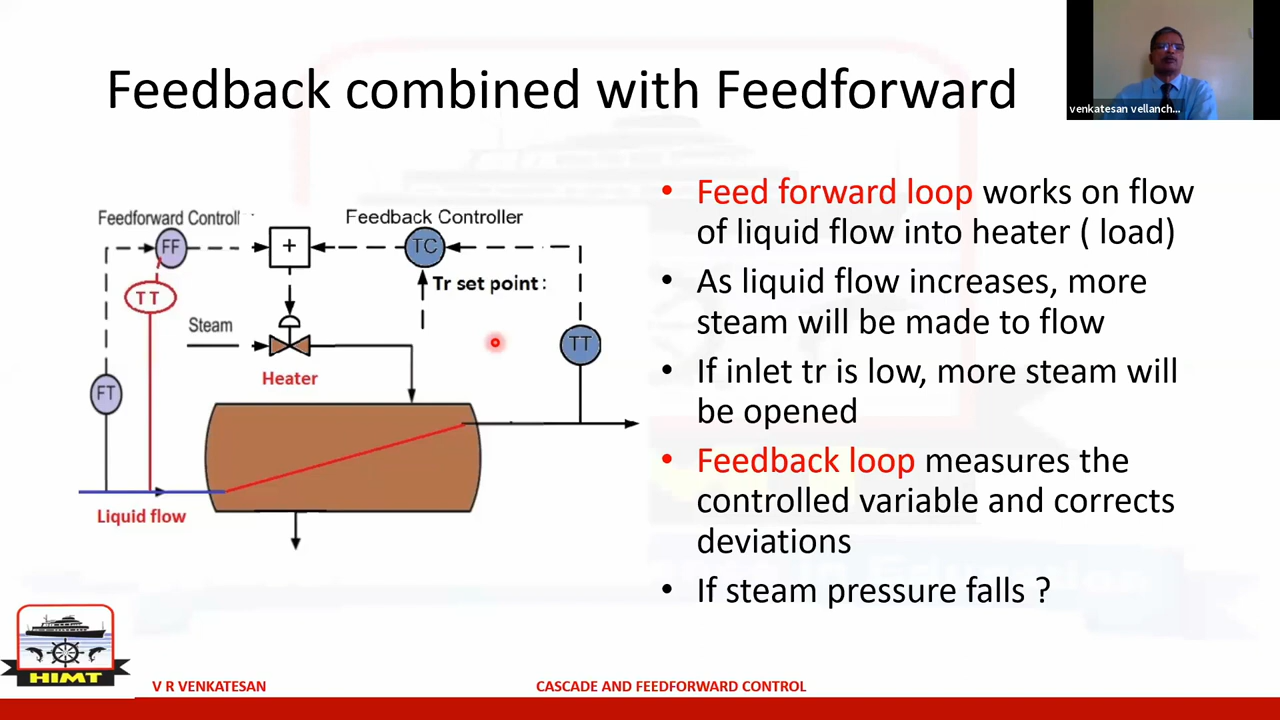 Feedback combined with Feedforward
venkatesan vellanch...
Feedforward Controll
Feedback Controller
FF
+
TC
TT
Tr set point:
Steam
TT
Heater
FT
Liquid flow
• Feed forward loop works on flow
of liquid flow into heater ( load)
• As liquid flow increases, more
steam will be made to flow
• If inlet tr is low, more steam will
be opened
• Feedback loop measures the
controlled variable and corrects
deviations
• If steam pressure falls ?
HIMT
V R VENKATESAN
CASCADE AND FEEDFORWARD CONTROL